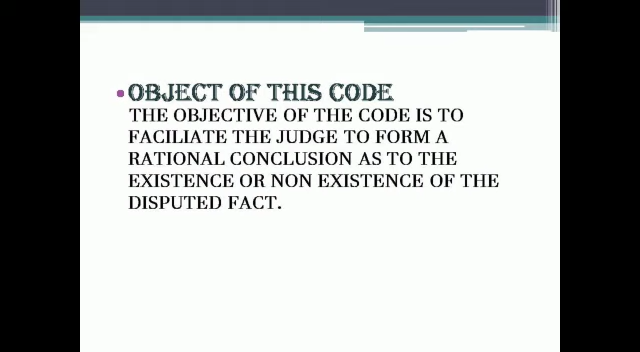 • OBJECT OF THIS CODE
THE OBJECTIVE OF THE CODE IS TO
FACILIATE THE JUDGE TO FORM A
RATIONAL CONCLUSION AS TO THE
EXISTENCE OR NON EXISTENCE OF THE
DISPUTED FACT.